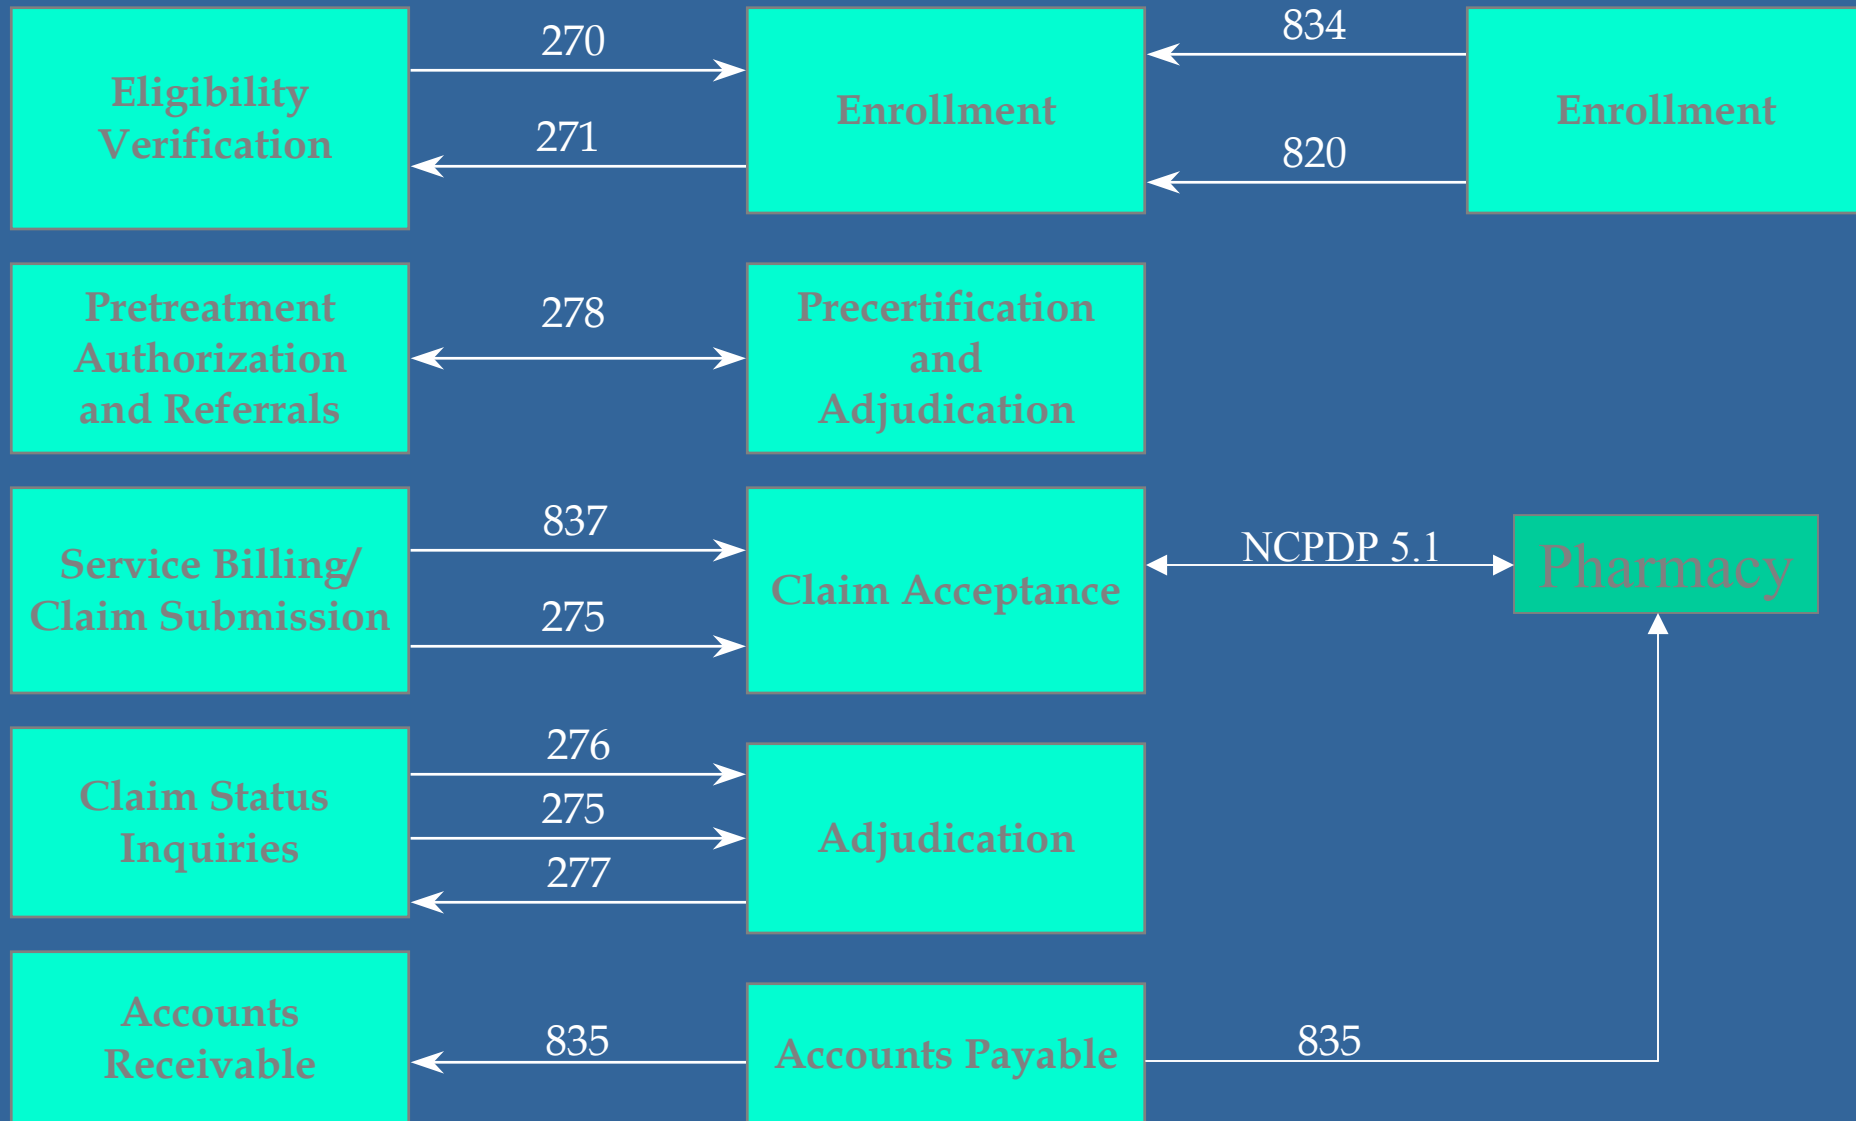 270
834
Eligibility
Verification
Enrollment
Enrollment
271
820
Pretreatment
Authorization
and Referrals
278
Precertification
and
Adjudication
837
Service Billing/
Claim Submission
275
Claim Acceptance
NCPDP 5.1
Pharmacy
276
Claim Status
Inquiries
275
277
Adjudication
Accounts
Receivable
835
Accounts Payable
835